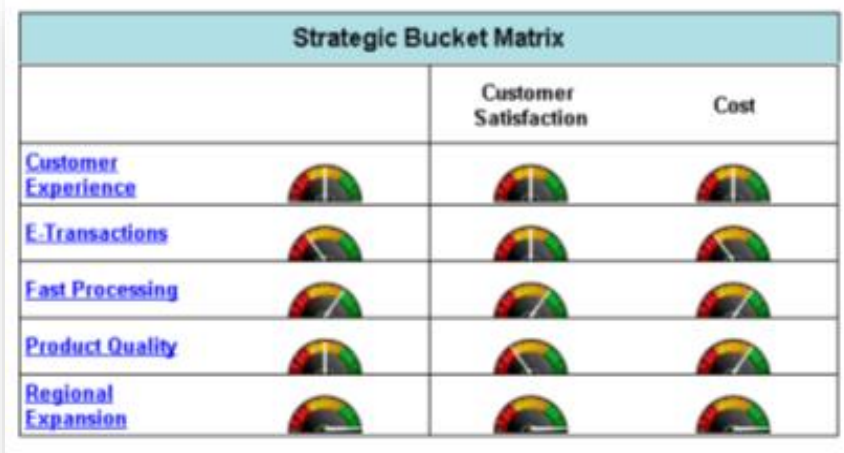 Strategic Bucket Matrix
Customer
Satisfaction
Cost
Customer
Experience
E-Transactions
Fast Processing
Product Quality
Regional
Expansion